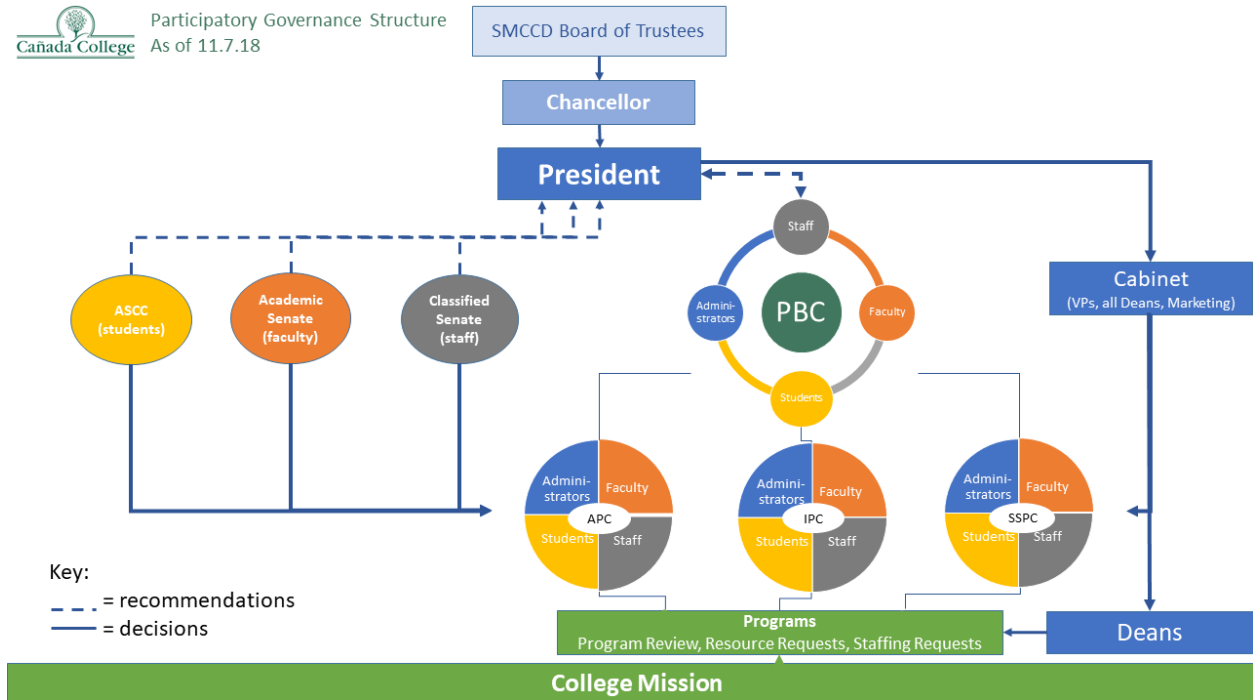 Cañada College
Participatory Governance Structure
As of 11.7.18
SMCCD Board of Trustees
Chancellor
President
Staff
Admini-
strators
PBC
Faculty
Students
ASCC
(students)
Academic
Senate
(faculty)
Classified
Senate
(staff)
Cabinet
(VPs, all Deans, Marketing)
Admini-
strators
Faculty
APC
Students
Staff
Admini-
strators
Faculty
IPC
Students
Staff
Admini-
strators
Faculty
SSPC
Students
Staff
Key:
= recommendations
= decisions
Programs
Program Review, Resource Requests, Staffing Requests
Deans
College Mission